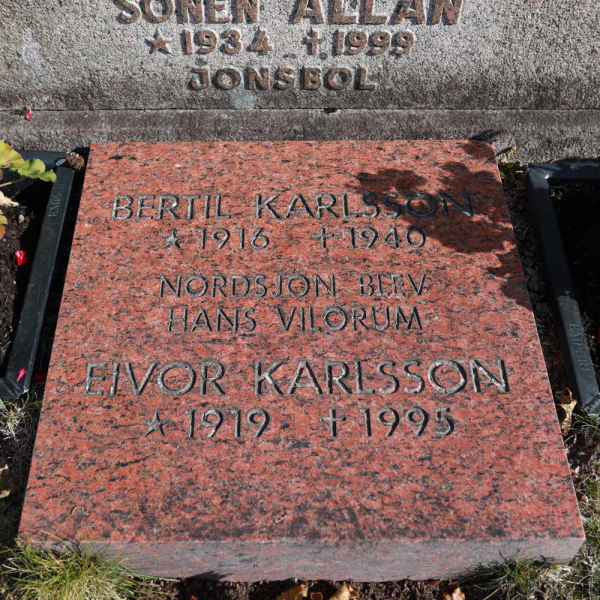 SONEN ALLAN
★ 1934 † 1999
JONSBOL
BERTIL KARLSSON
★ 1916 † 1940
NORDSJÖN BLEV
HANS VILORUM
EIVOR KARLSSON
★ 1919 † 1995